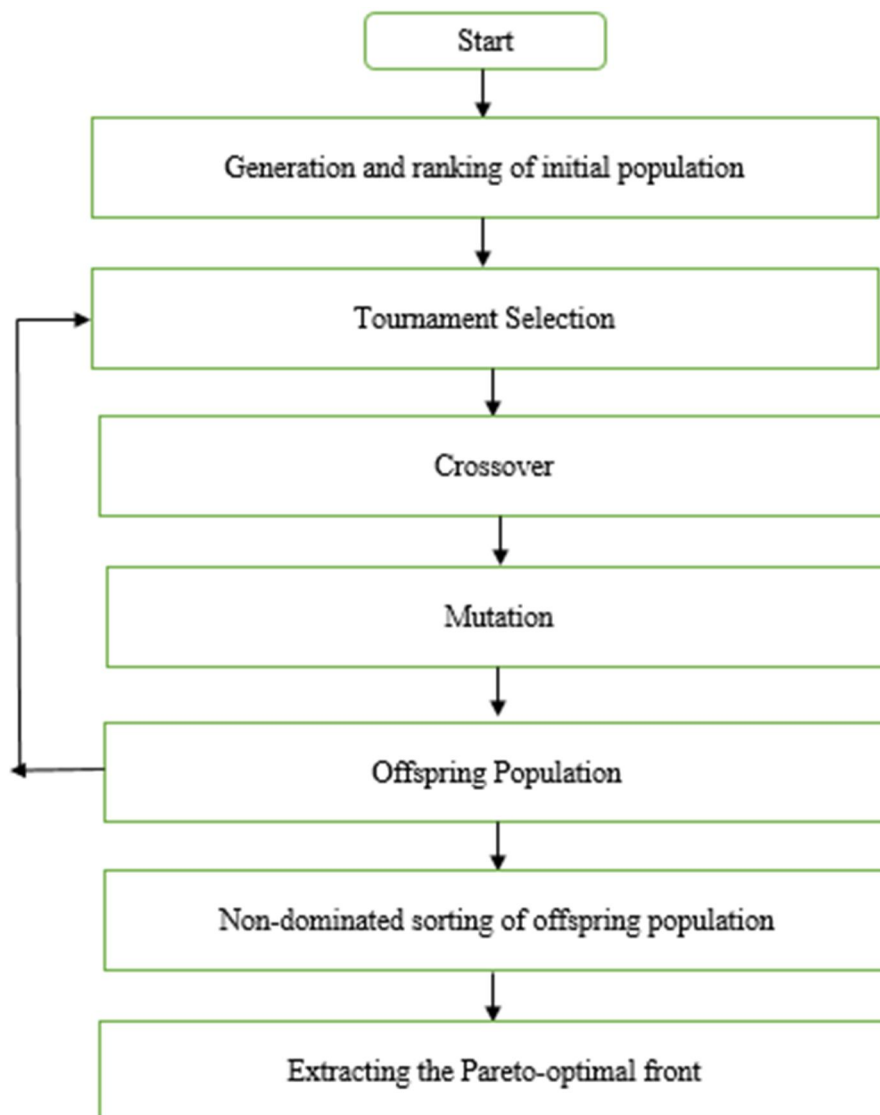 Start
Generation and ranking of initial population
Tournament Selection
Crossover
Mutation
Offspring Population
Non-dominated sorting of offspring population
Extracting the Pareto-optimal front